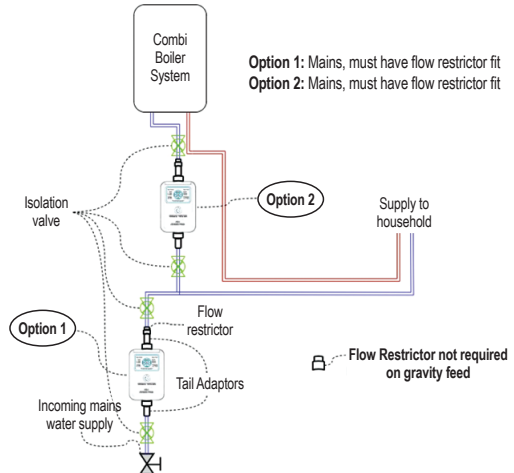 Combi
Boiler
System
Option 1: Mains, must have flow restrictor fit
Option 2: Mains, must have flow restrictor fit
Isolation
valve
Option 2
Supply to
household
Flow
restrictor
Option 1
Flow Restrictor not required
on gravity feed
Tail Adaptors
Incoming mains
water supply